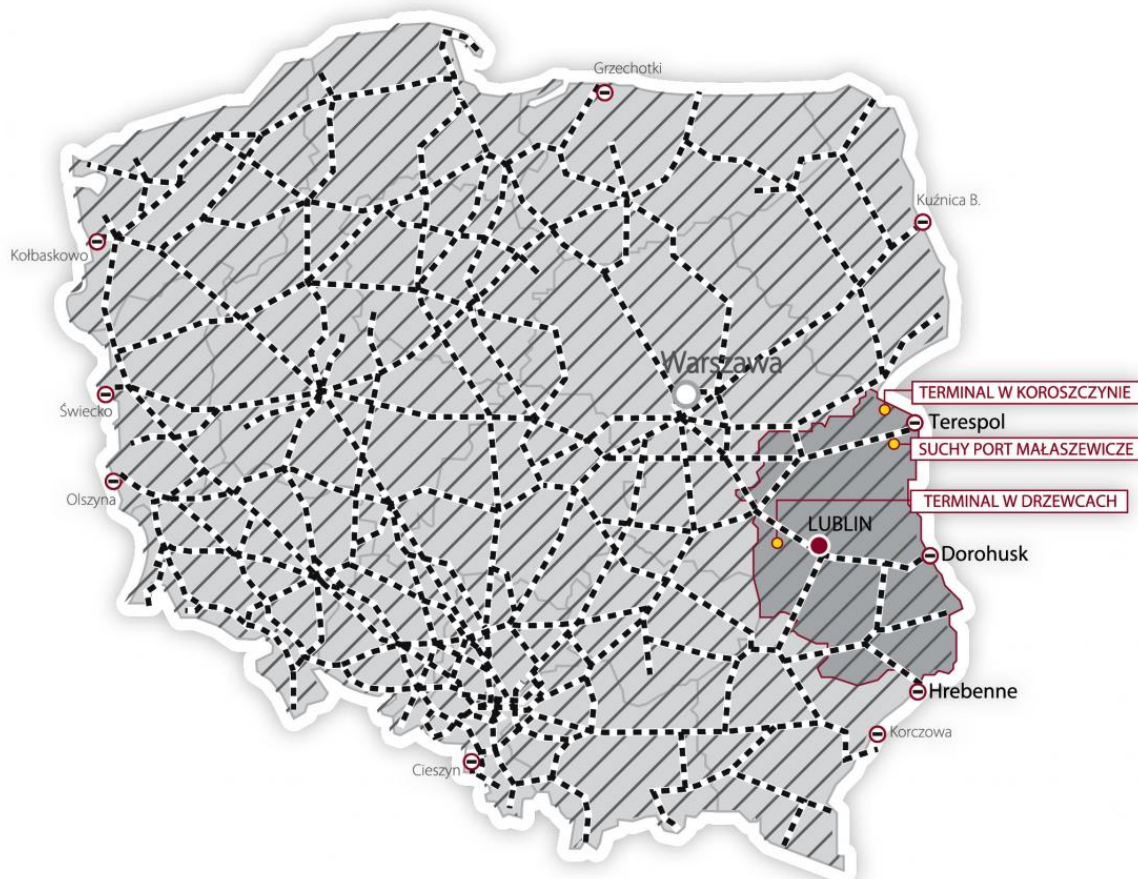 Grzechotki
Kuźnica B.
Kołbaskowo
Warszawa
TERMINAL W KOROSZCZYNIE
Świecko
Terespol
SUCHY PORT MAŁASZEWICZE
Olszyna
TERMINAL W DRZEWCACH
LUBLIN
Dorohusk
Hrebenne
Korczowa
Cieszyn